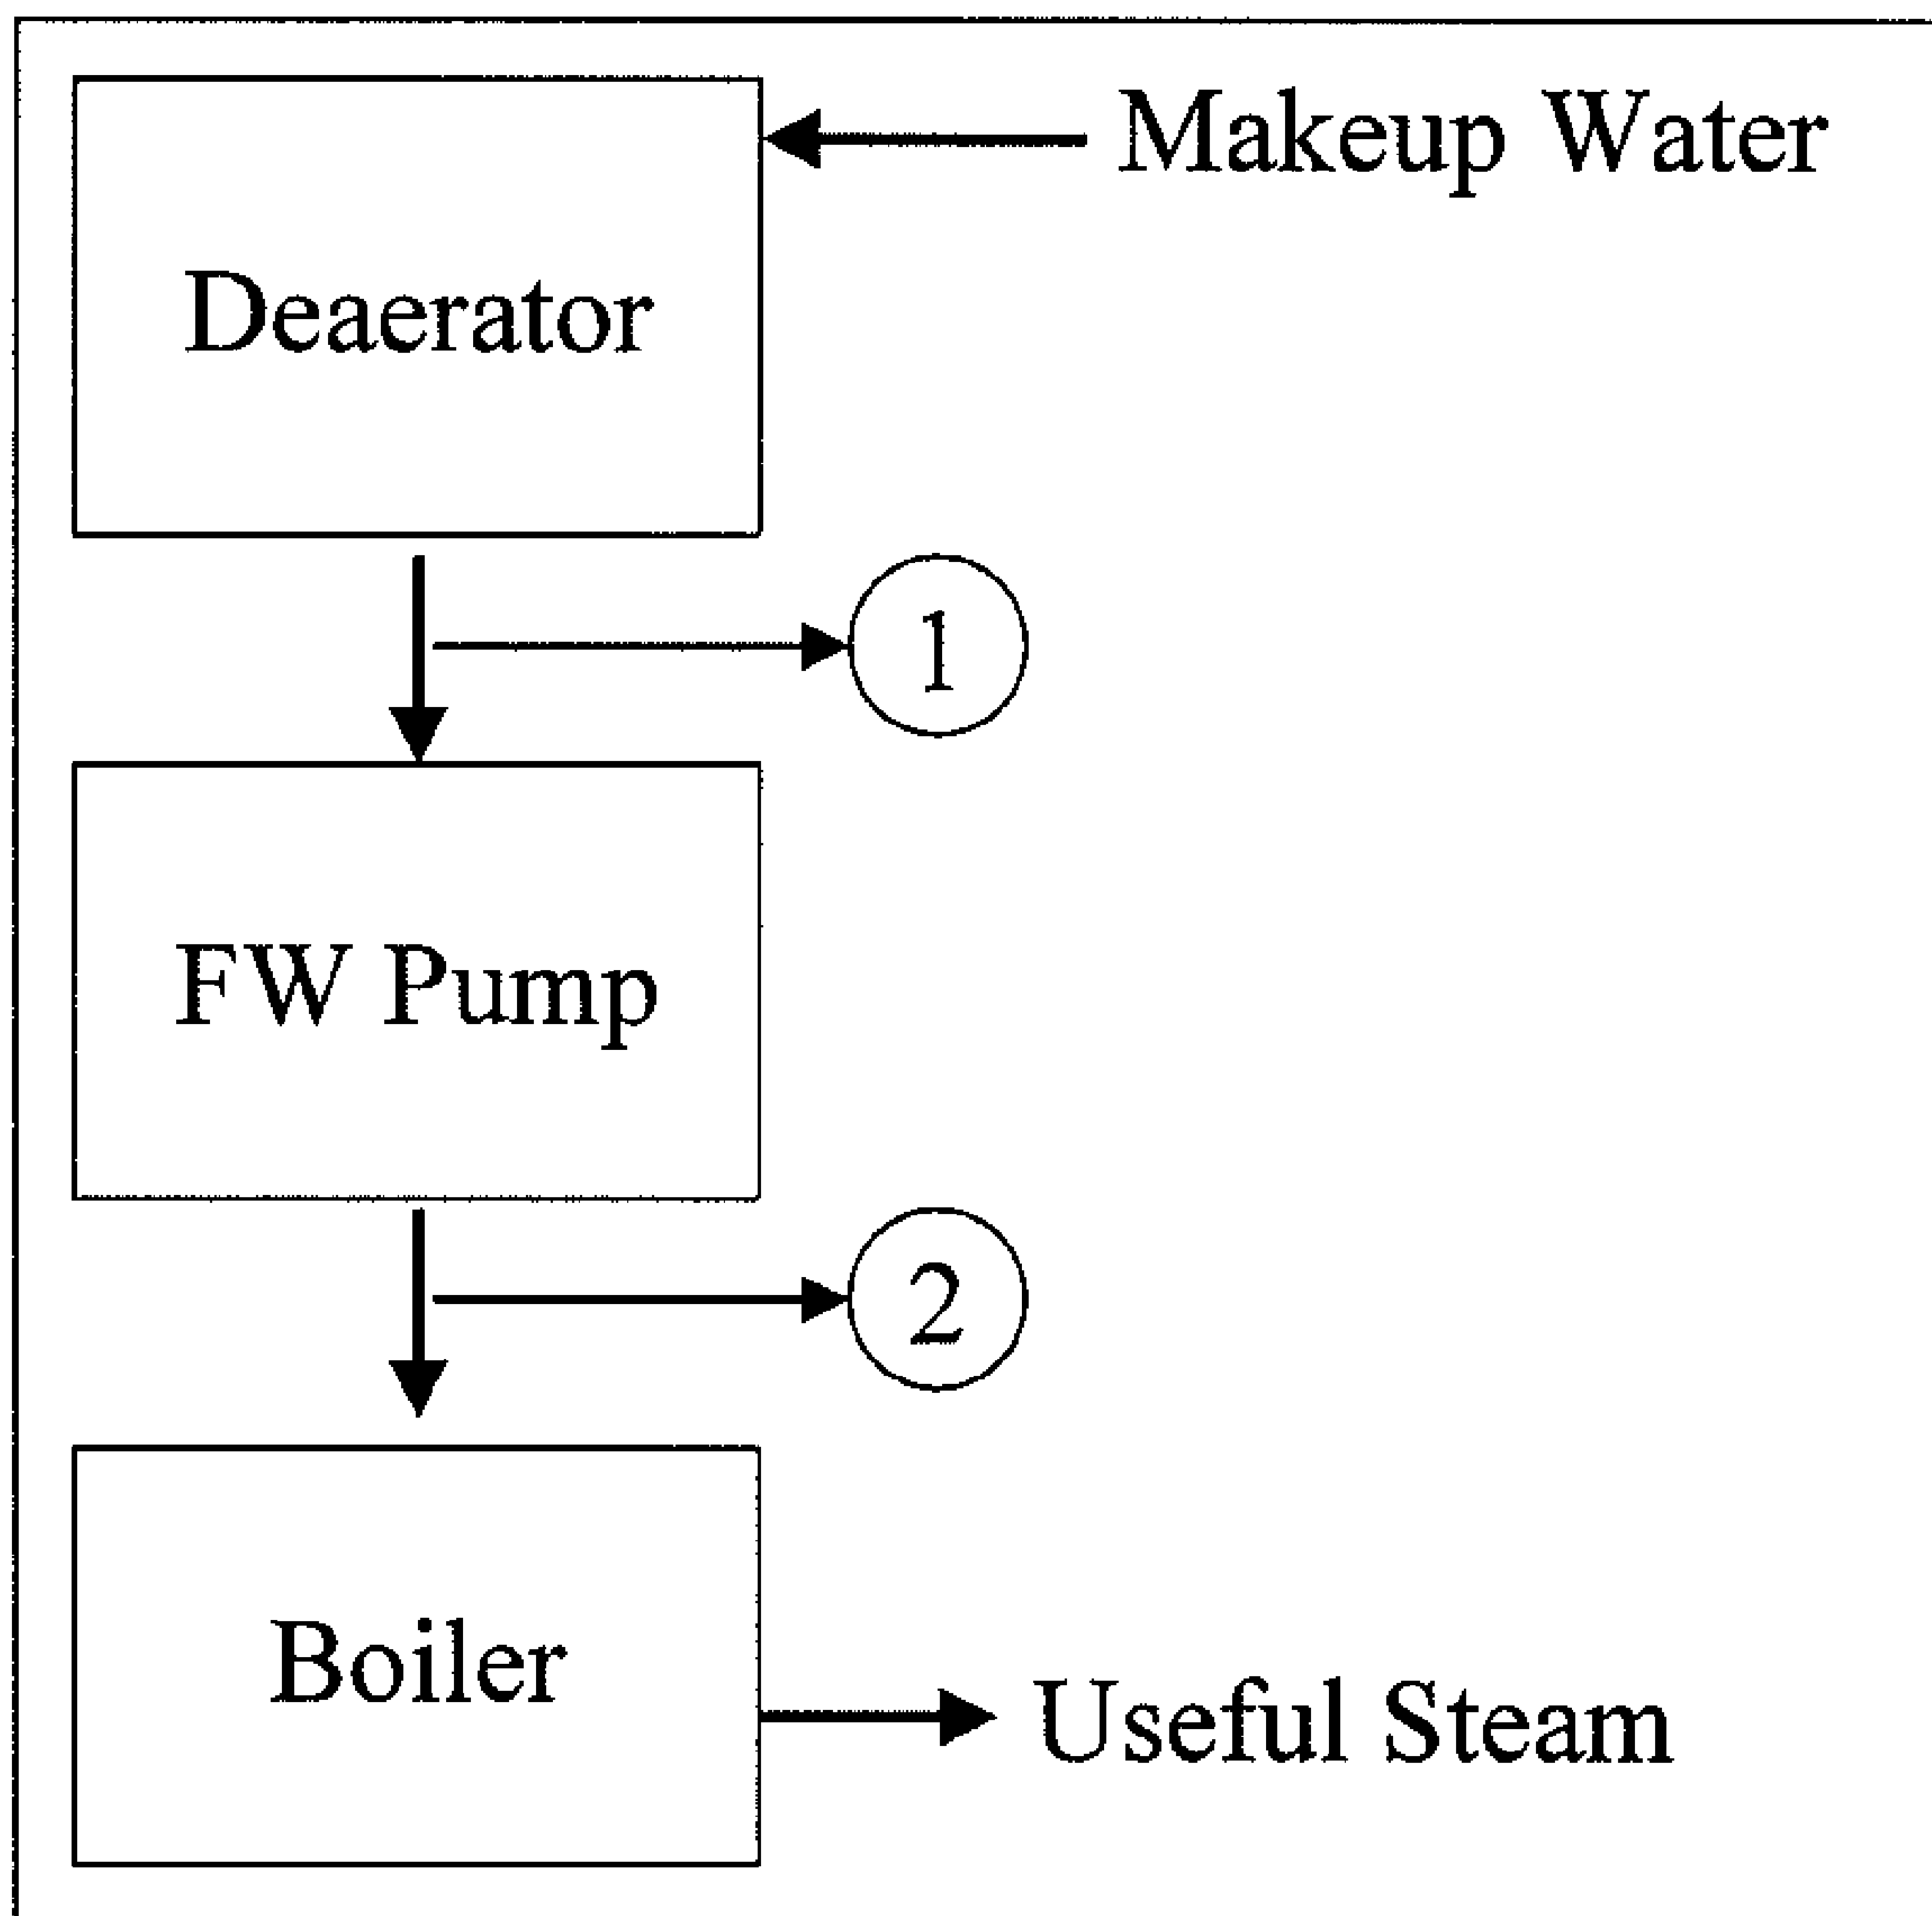 Makeup Water
Deaerator
1
FW Pump
2
Boiler
Useful Steam